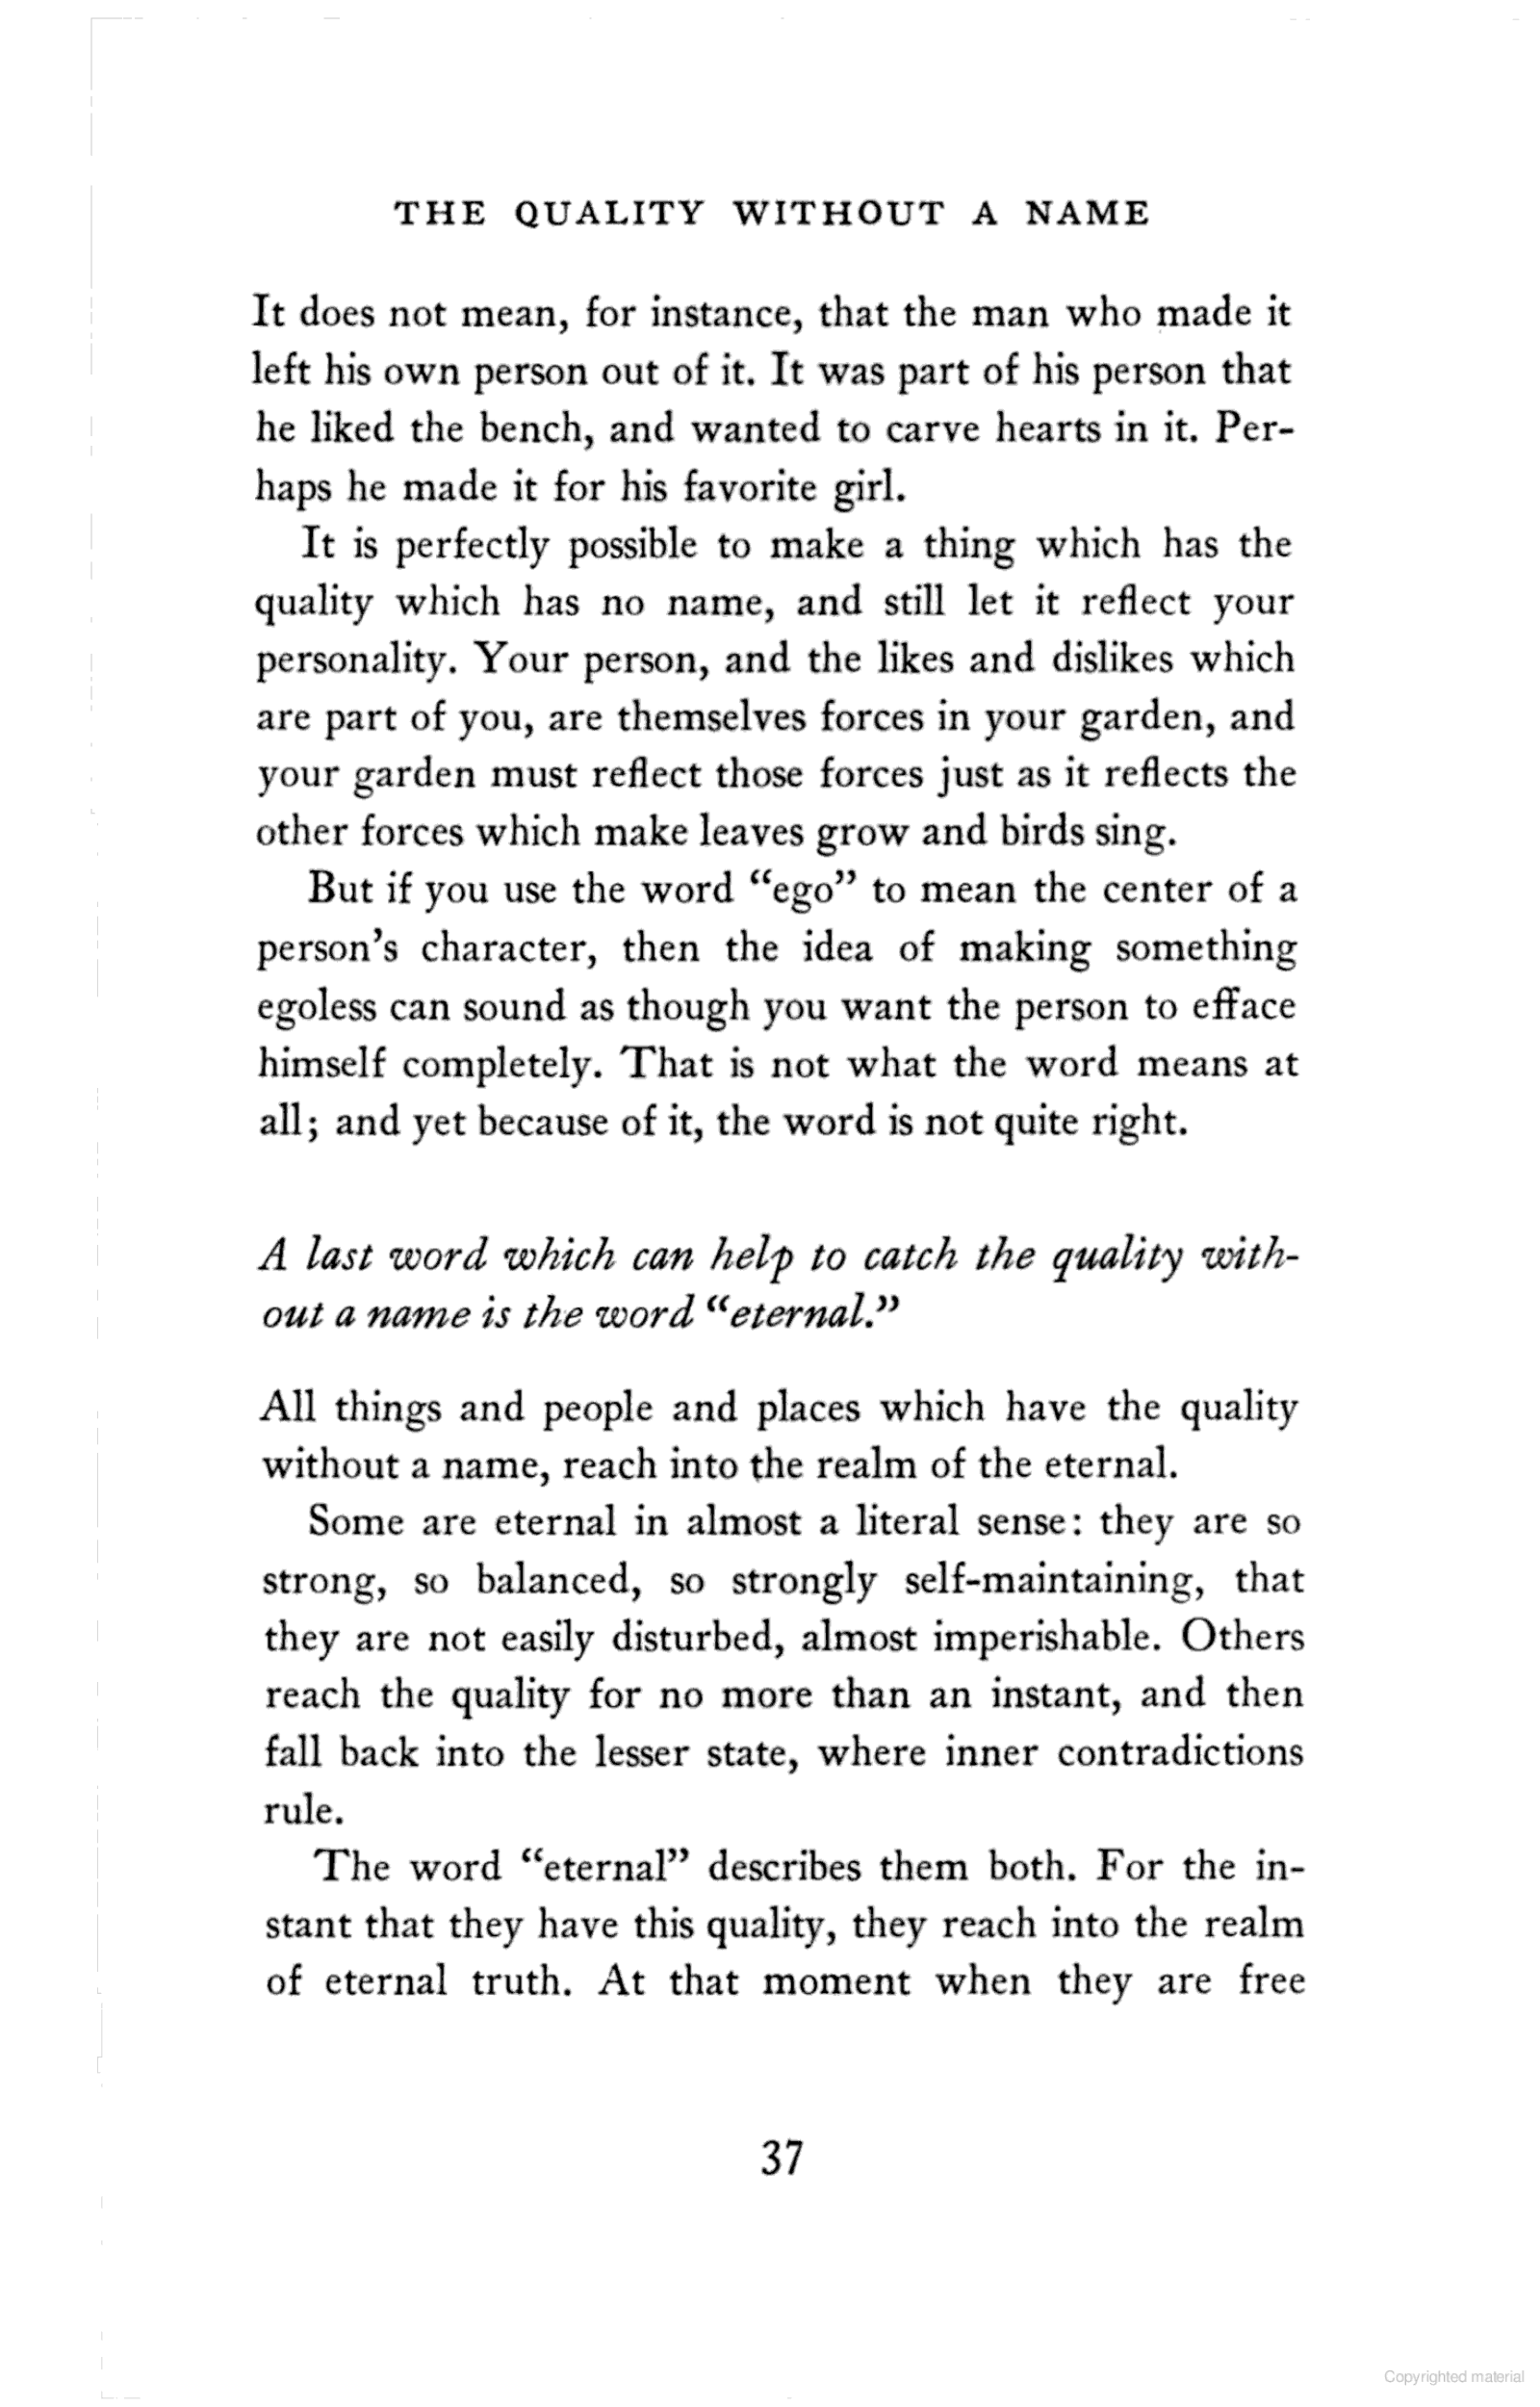 THE QUALITY WITHOUT A NAME
It does not mean, for instance, that the man who made it
left his own person out of it. It was part of his person that
he liked the bench, and wanted to carve hearts in it. Per-
haps he made it for his favorite girl.
It is perfectly possible to make a thing which has the
quality which has no name, and still let it reflect your
personality. Your person, and the likes and dislikes which
are part of you, are themselves forces in your garden, and
your garden must reflect those forces just as it reflects the
other forces which make leaves grow and birds sing.
But if you use the word “ego” to mean the center of a
person’s character, then the idea of making something
egoless can sound as though you want the person to efface
himself completely. That is not what the word means at
all; and yet because of it, the word is not quite right.
A last word which can help to catch the quality with-
out a name is the word “eternal.”
All things and people and places which have the quality
without a name, reach into the realm of the eternal.
Some are eternal in almost a literal sense: they are so
strong, so balanced, so strongly self-maintaining, that
they are not easily disturbed, almost imperishable. Others
reach the quality for no more than an instant, and then
fall back into the lesser state, where inner contradictions
rule.
The word “eternal” describes them both. For the in-
stant that they have this quality, they reach into the realm
of eternal truth. At that moment when they are free
37
Copyrighted material